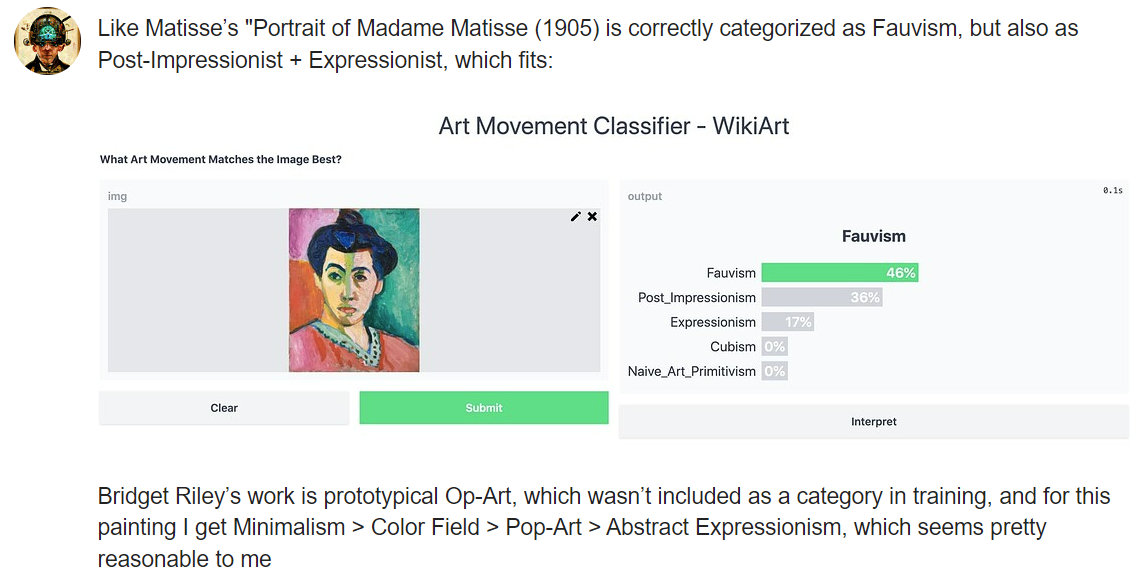 Like Matisse’s "Portrait of Madame Matisse (1905) is correctly categorized as Fauvism, but also as
Post-Impressionist + Expressionist, which fits:
Art Movement Classifier - WikiArt
What Art Movement Matches the Image Best?
img
output
0.1s
Fauvism
Fauvism 46%
Post_Impressionism 36%
Expressionism 17%
Cubism 0%
Naive_Art_Primitivism 0%
Clear
Submit
Interpret
Bridget Riley’s work is prototypical Op-Art, which wasn’t included as a category in training, and for this
painting I get Minimalism > Color Field > Pop-Art > Abstract Expressionism, which seems pretty
reasonable to me